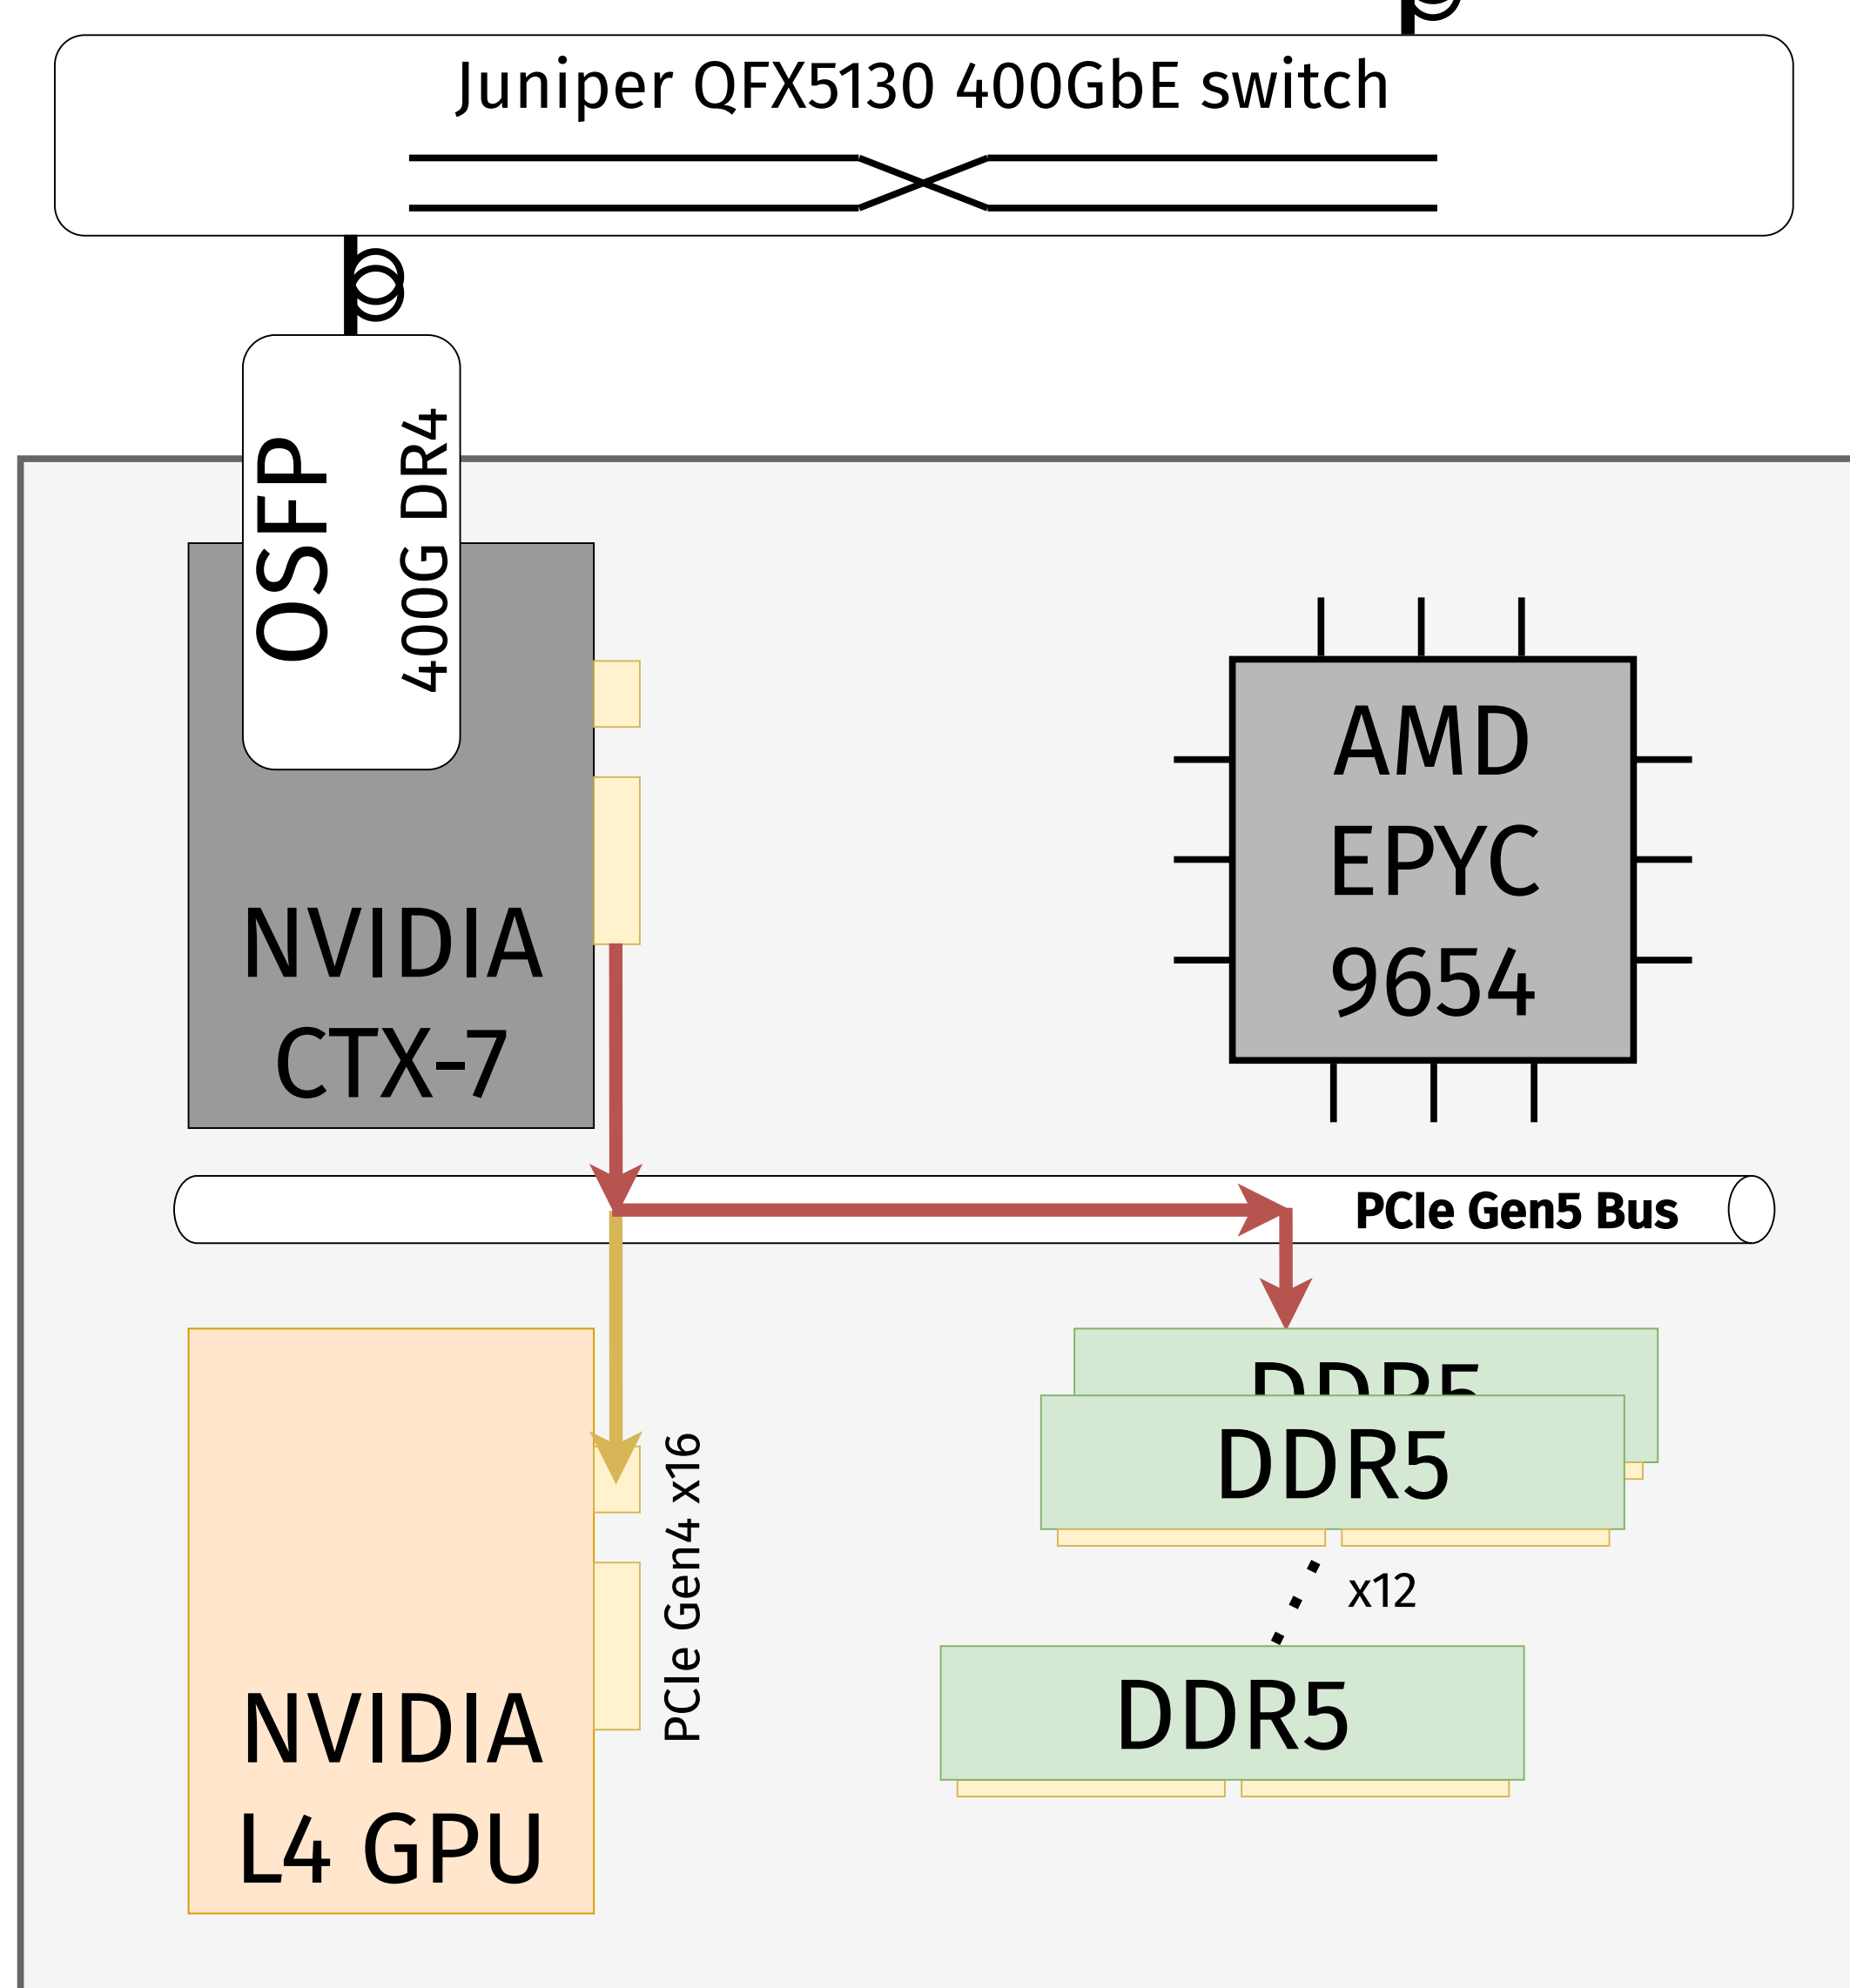 Juniper QFX5130 400GbE switch
OSFP
400G DR4
NVIDIA
CTX-7
AMD
EPYC
9654
PCIe Gen5 Bus
DDR5
DDR5
x12
DDR5
PCIe Gen4 x16
NVIDIA
L4 GPU